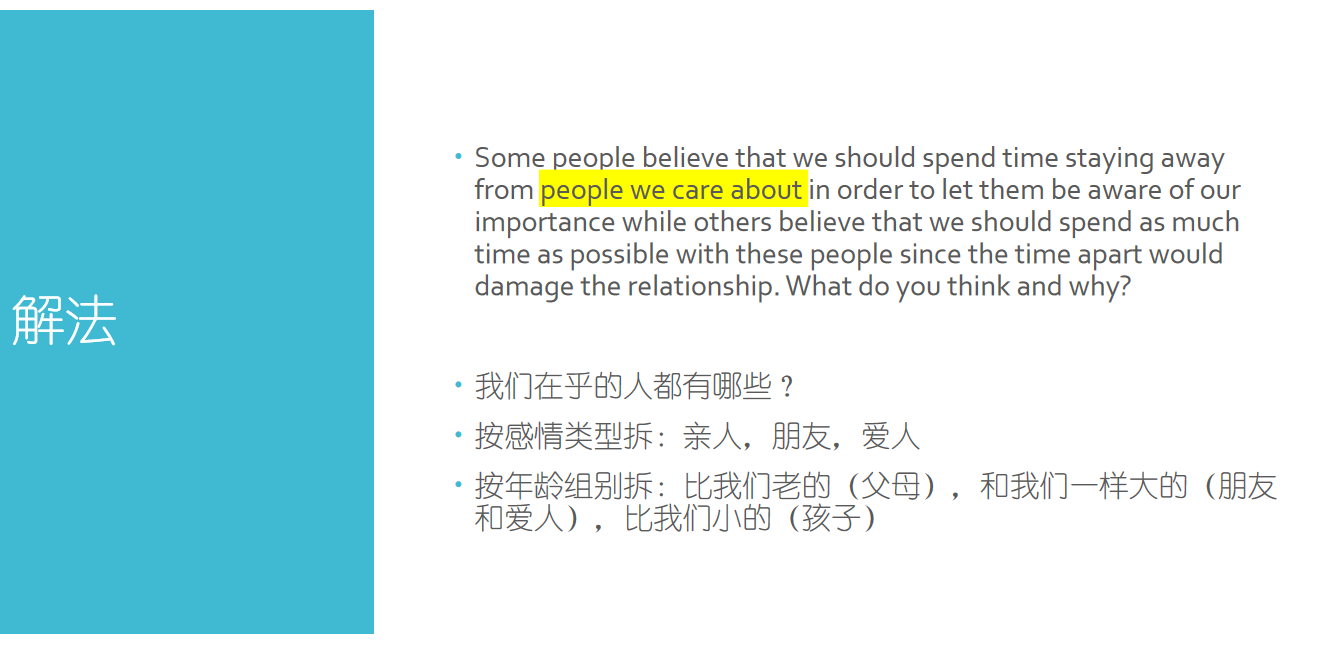 解法
Some people believe that we should spend time staying away
from people we care about in order to let them be aware of our
importance while others believe that we should spend as much
time as possible with these people since the time apart would
damage the relationship. What do you think and why?
我们在乎的人都有哪些？
按感情类型拆：亲人，朋友，爱人
按年龄组别拆：比我们老的（父母），和我们一样大的（朋友
和爱人），比我们小的（孩子）